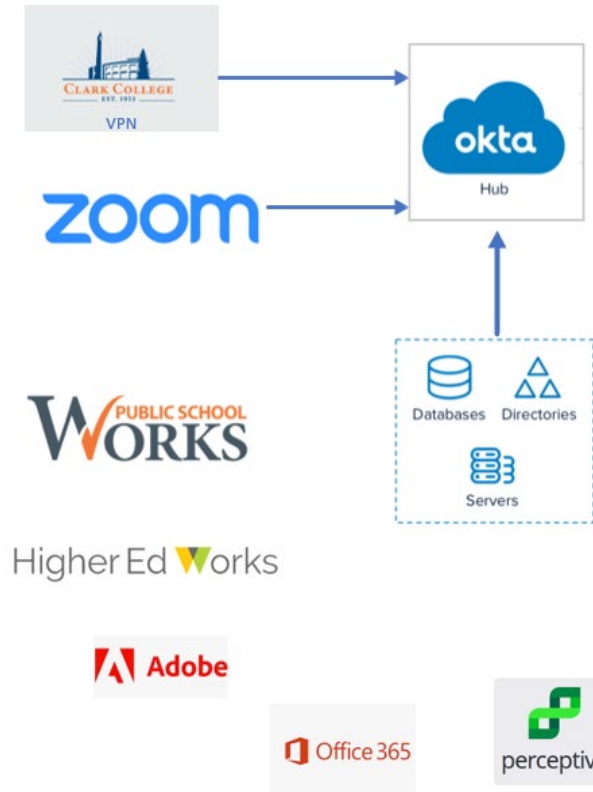 CLARK COLLEGE
EST. 1933
VPN
okta
Hub
zoom
Databases
Directories
Servers
PUBLIC SCHOOL
WORKS
Higher Ed Works
Adobe
Office 365
perceptiv